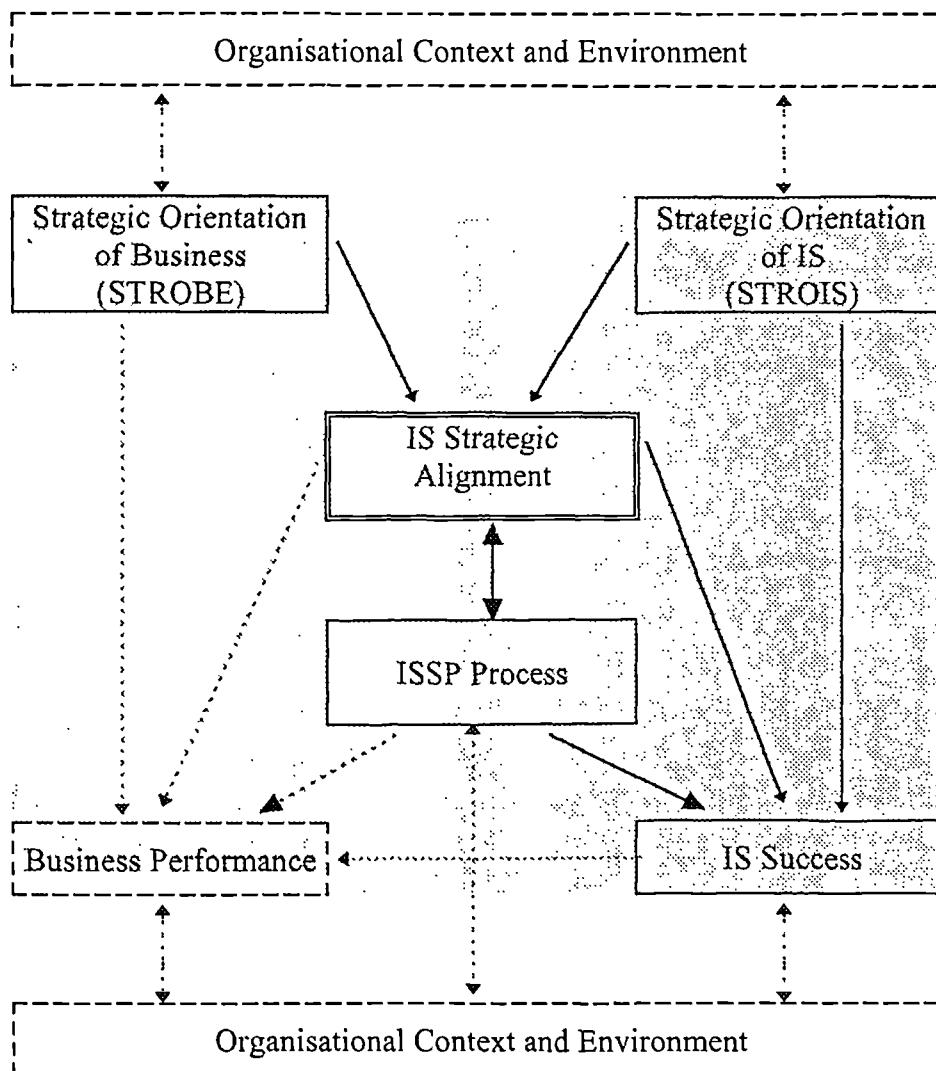 Organisational Context and Environment
Strategic Orientation
of Business
(STROBE)
Strategic Orientation
of IS
(STROIS)
IS Strategic
Alignment
ISSP Process
Business Performance
IS Success
Organisational Context and Environment